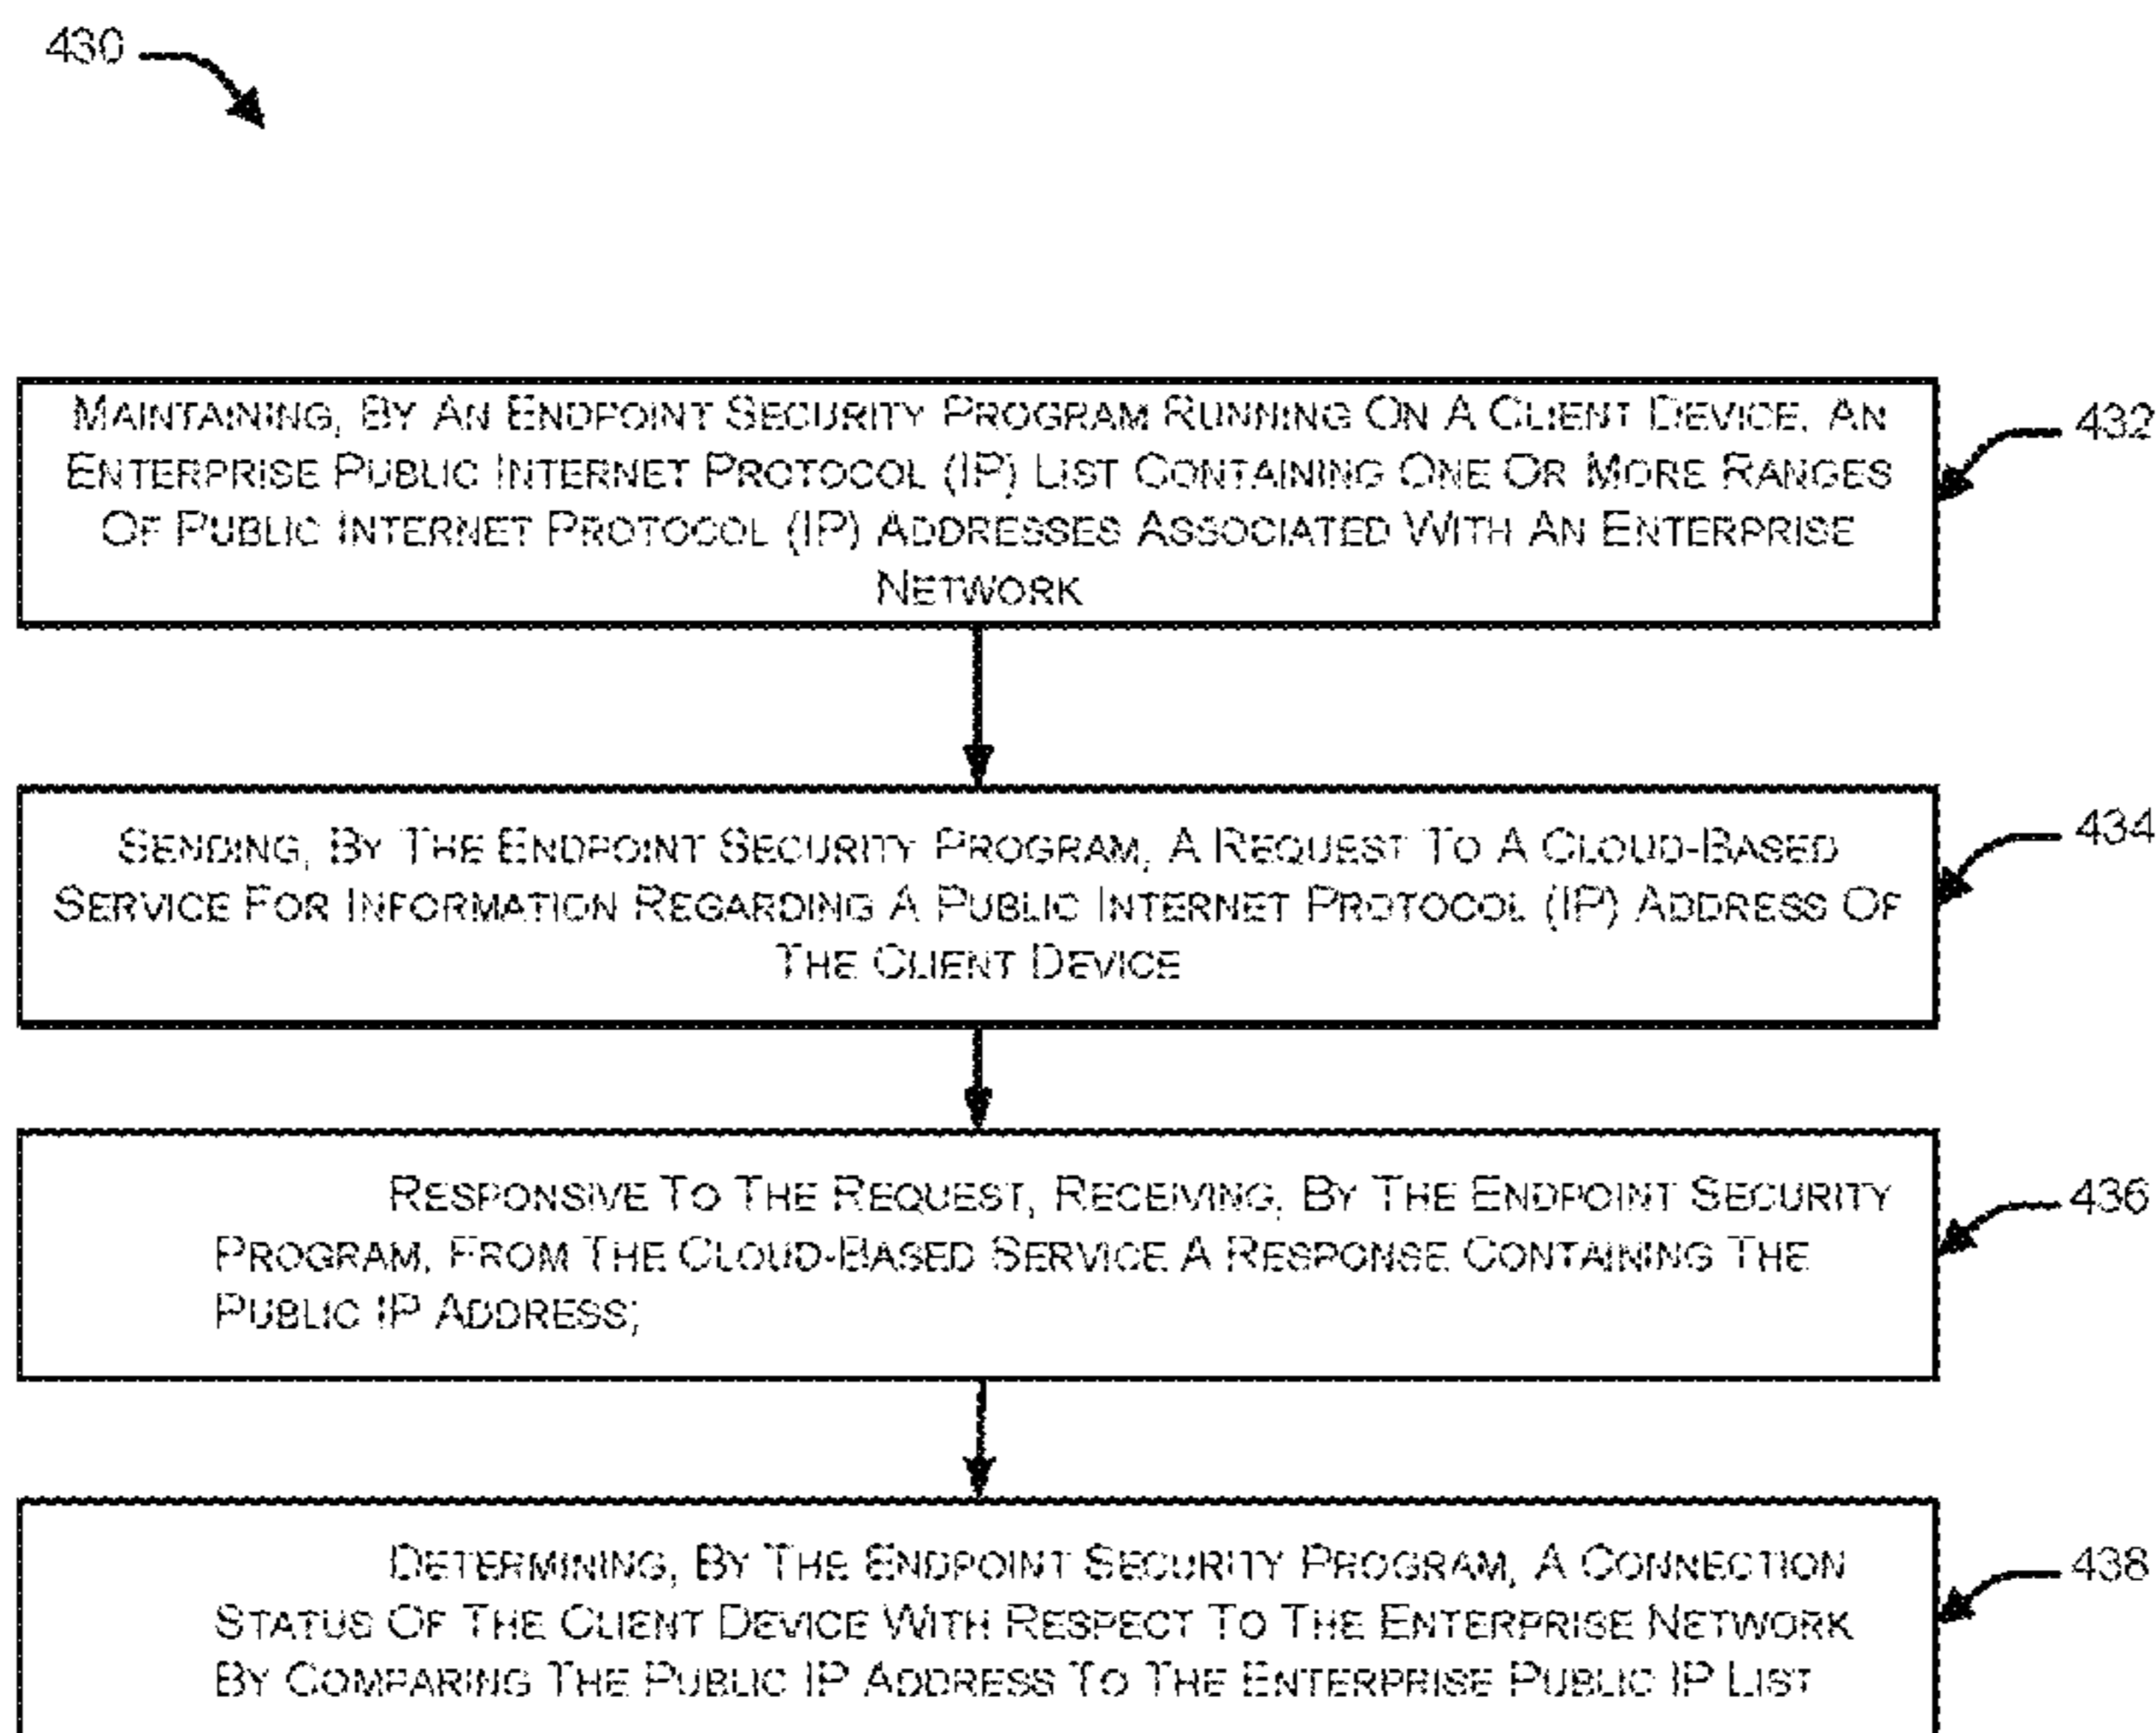 430
MAINTAINING, BY AN ENDPOINT SECURITY PROGRAM RUNNING ON A CLIENT DEVICE, AN
ENTERPRISE PUBLIC INTERNET PROTOCOL (IP) LIST CONTAINING ONE OR MORE RANGES
OF PUBLIC INTERNET PROTOCOL (IP) ADDRESSES ASSOCIATED WITH AN ENTERPRISE
NETWORK
432
SENDING, BY THE ENDPOINT SECURITY PROGRAM, A REQUEST TO A CLOUD-BASED
SERVICE FOR INFORMATION REGARDING A PUBLIC INTERNET PROTOCOL (IP) ADDRESS OF
THE CLIENT DEVICE
434
RESPONSIVE TO THE REQUEST, RECEIVING, BY THE ENDPOINT SECURITY
PROGRAM, FROM THE CLOUD-BASED SERVICE A RESPONSE CONTAINING THE
PUBLIC IP ADDRESS;
436
DETERMINING, BY THE ENDPOINT SECURITY PROGRAM, A CONNECTION
STATUS OF THE CLIENT DEVICE WITH RESPECT TO THE ENTERPRISE NETWORK
BY COMPARING THE PUBLIC IP ADDRESS TO THE ENTERPRISE PUBLIC IP LIST
438